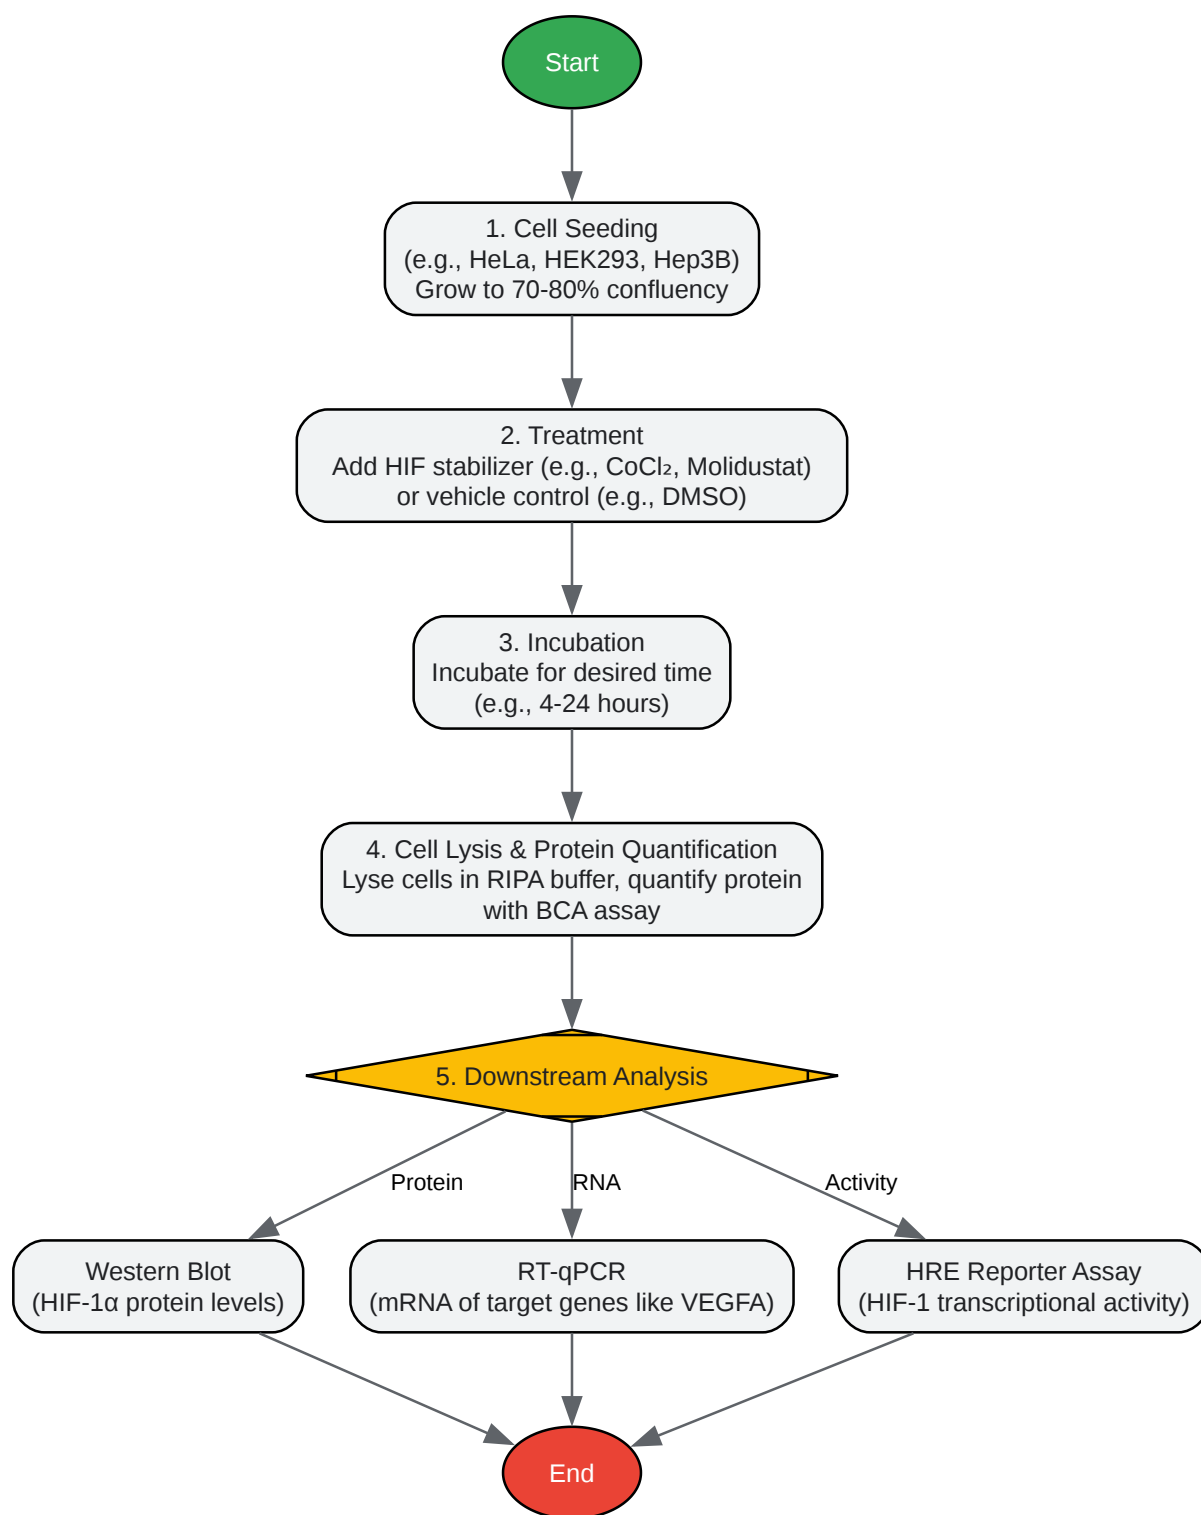 Start
1. Cell Seeding
(e.g., HeLa, HEK293, Hep3B)
Grow to 70-80% confluency
2. Treatment
Add HIF stabilizer (e.g., CoCl₂, Molidustat)
or vehicle control (e.g., DMSO)
3. Incubation
Incubate for desired time
(e.g., 4-24 hours)
4. Cell Lysis & Protein Quantification
Lyse cells in RIPA buffer, quantify protein
with BCA assay
5. Downstream Analysis
Protein
RNA
Activity
Western Blot
(HIF-1α protein levels)
RT-qPCR
(mRNA of target genes like VEGFA)
HRE Reporter Assay
(HIF-1 transcriptional activity)
End